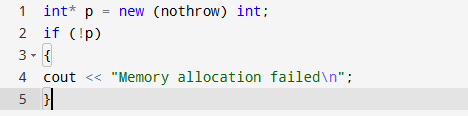 1 int* p = new (nothrow) int;
2 if (!p)
3 {
4 cout << "Memory allocation failed\n";
5 }